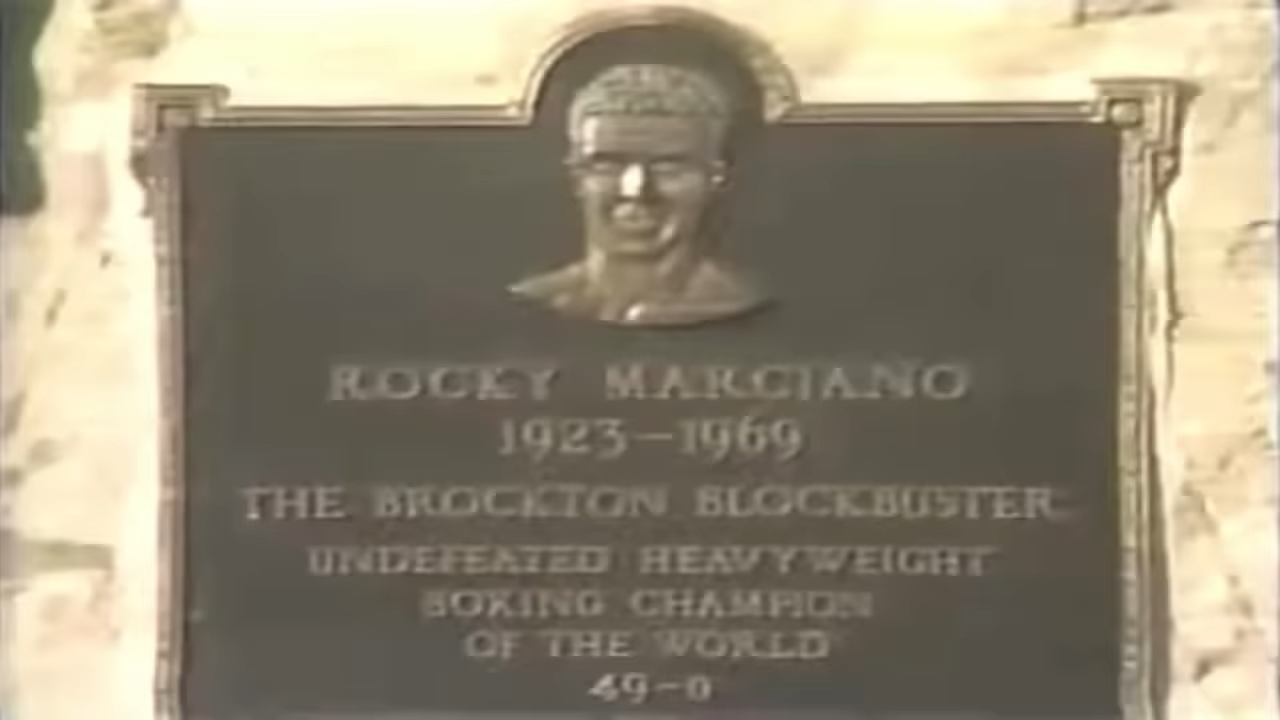 ROCKY MARCIANO
1923-1969
THE BROCKTON BLOCKBUSTER
UNDEFEATED HEAVYWEIGHT
BOXING CHAMPION
OF THE WORLD
49-0